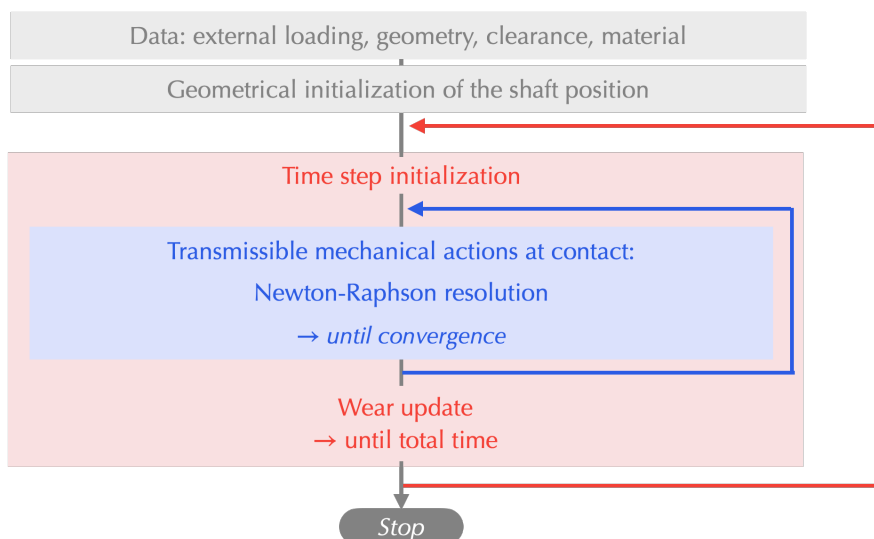 Data: external loading, geometry, clearance, material
Geometrical initialization of the shaft position
Time step initialization
Transmissible mechanical actions at contact:
Newton-Raphson resolution
→ until convergence
Wear update
→ until total time
Stop